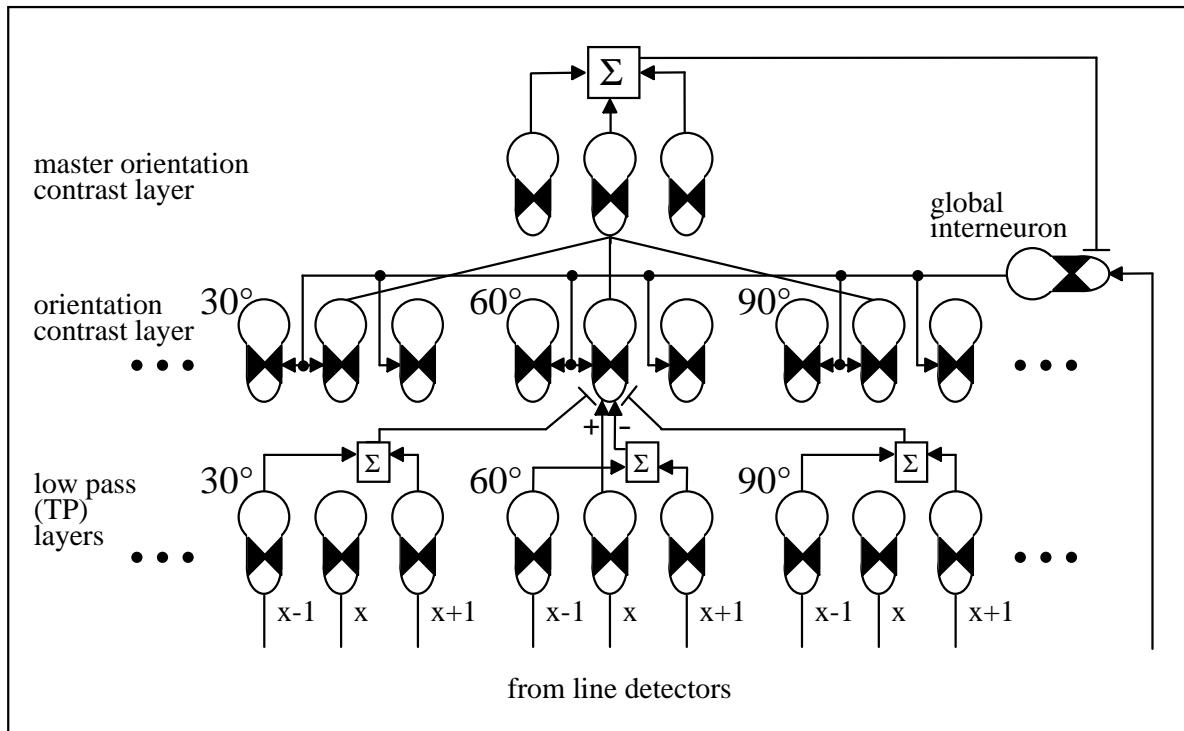 Σ
master orientation
contrast layer
global
interneuron
orientation
contrast layer
30° 60° 90°
+ −
Σ Σ Σ
low pass
(TP)
layers
30° 60° 90°
x-1 x x+1 x-1 x x+1 x-1 x x+1
from line detectors